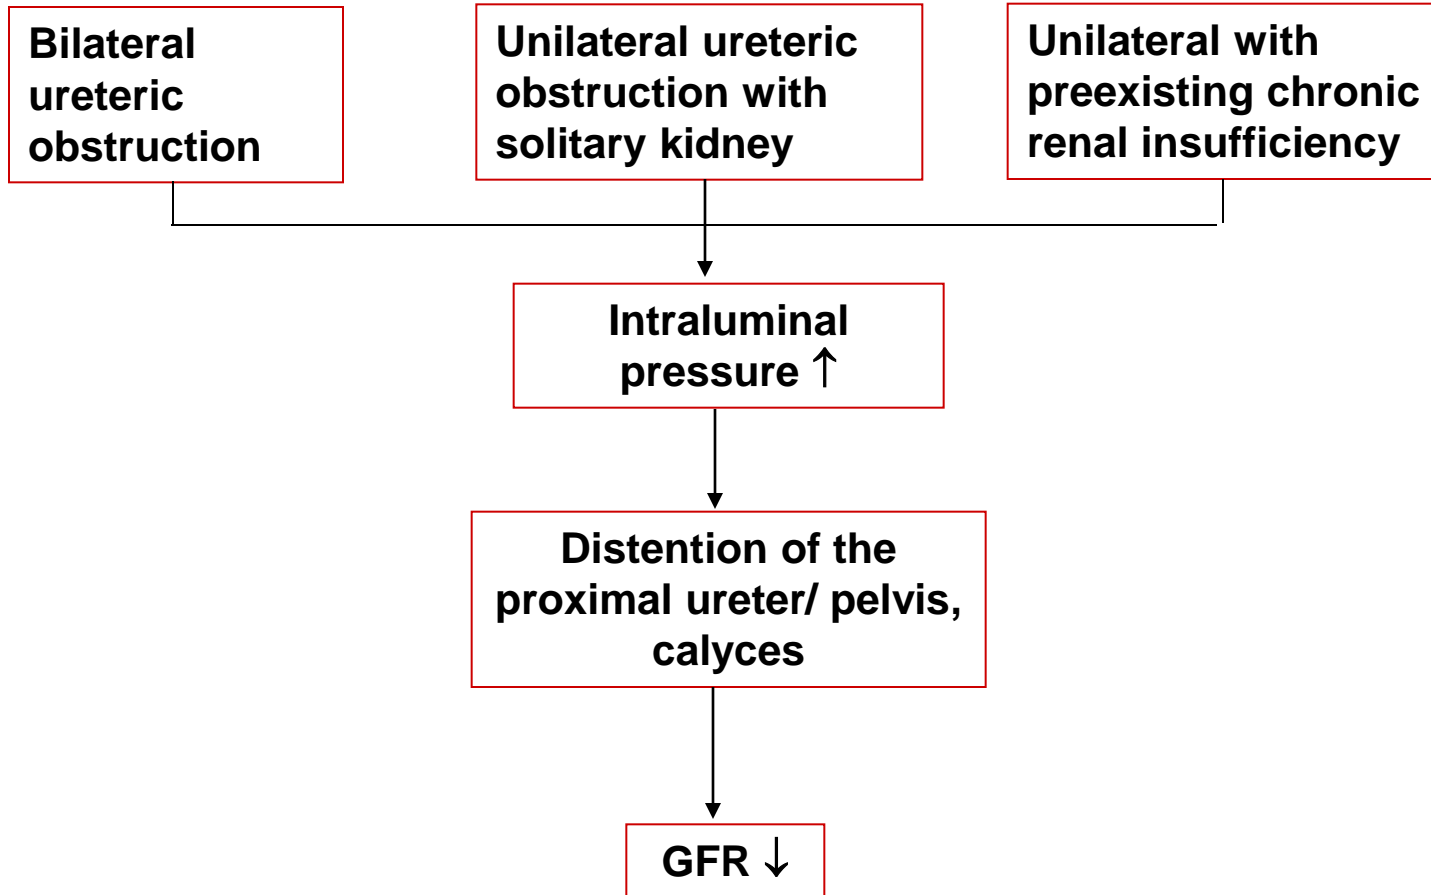 Bilateral
ureteric
obstruction
Unilateral ureteric
obstruction with
solitary kidney
Unilateral with
preexisting chronic
renal insufficiency
Intraluminal
pressure ↑
Distention of the
proximal ureter/ pelvis,
calyces
GFR ↓